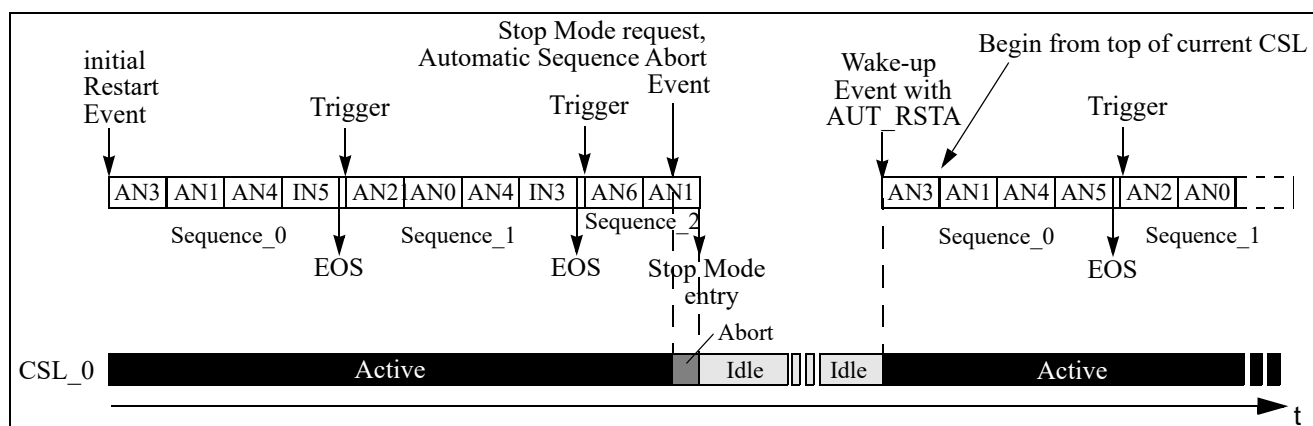 initial
Restart
Event
Trigger
Stop Mode request,
Automatic Sequence Abort
Event
Trigger
Wake-up
Event with
AUT_RSTA
Begin from top of current CSL
Trigger
AN3 AN1 AN4 IN5 AN21 AN0 AN4 IN3 AN6 AN1
AN3 AN1 AN4 AN5 AN2 AN0
Sequence_0
Sequence_1
Sequence_2
Sequence_0
Sequence_1
EOS
EOS
Stop Mode
entry
EOS
Abort
CSL_0
Active
Idle
Idle
Active
t